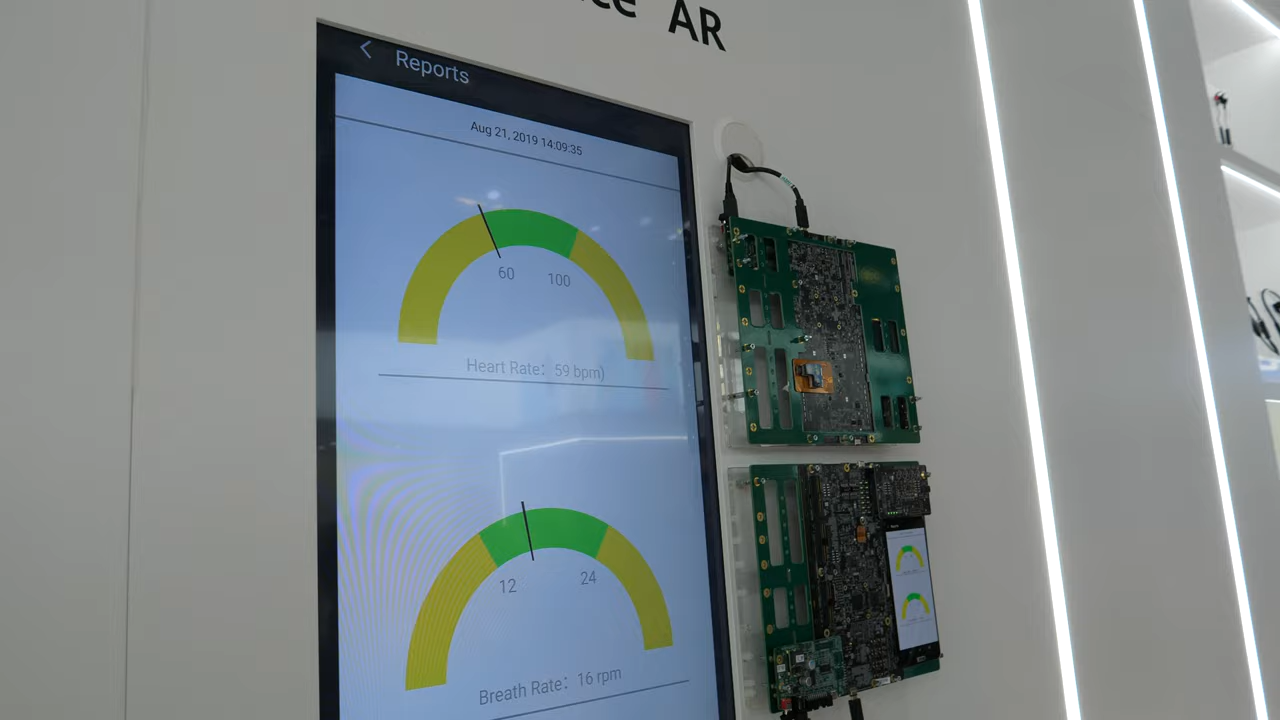 AR
Reports
Aug 21, 2019 14:09:35
60
100
Heart Rate: 59 bpm)
12
24
Breath Rate: 16 rpm